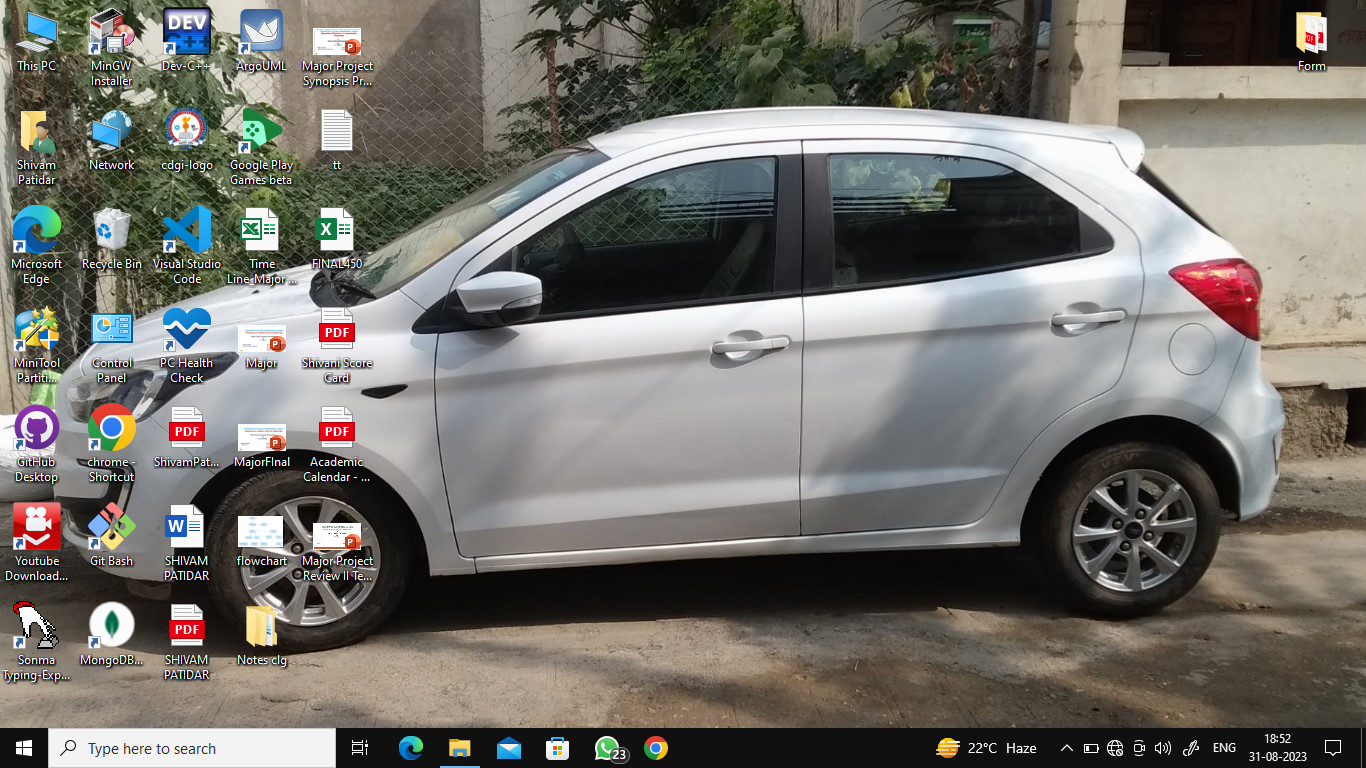 This PC
MinGW
Installer
DEV
C++
Dev-C++
ArgoUML
P
Major Project
Synopsis Pr...
PDF
Form
Shivam
Patidar
Network
cdgi-logo
Google Play
Games beta
tt
Microsoft
Edge
Recycle Bin
Visual Studio
Code
X
Time
Line-Major ...
X
FINAL450
MiniTool
Partiti...
Control
Panel
PC Health
Check
P
Major
PDF
Shivani Score
Card
GitHub
Desktop
chrome -
Shortcut
PDF
ShivamPat...
P
MajorFInal
PDF
Academic
Calendar - ...
Youtube
Download...
Git Bash
W
SHIVAM
PATIDAR
flowchart
P
Major Project
Review II Te...
Sonma
Typing-Exp...
MongoDB...
PDF
SHIVAM
PATIDAR
Notes clg
Type here to search
23
22°C Haze
ENG
18:52
31-08-2023